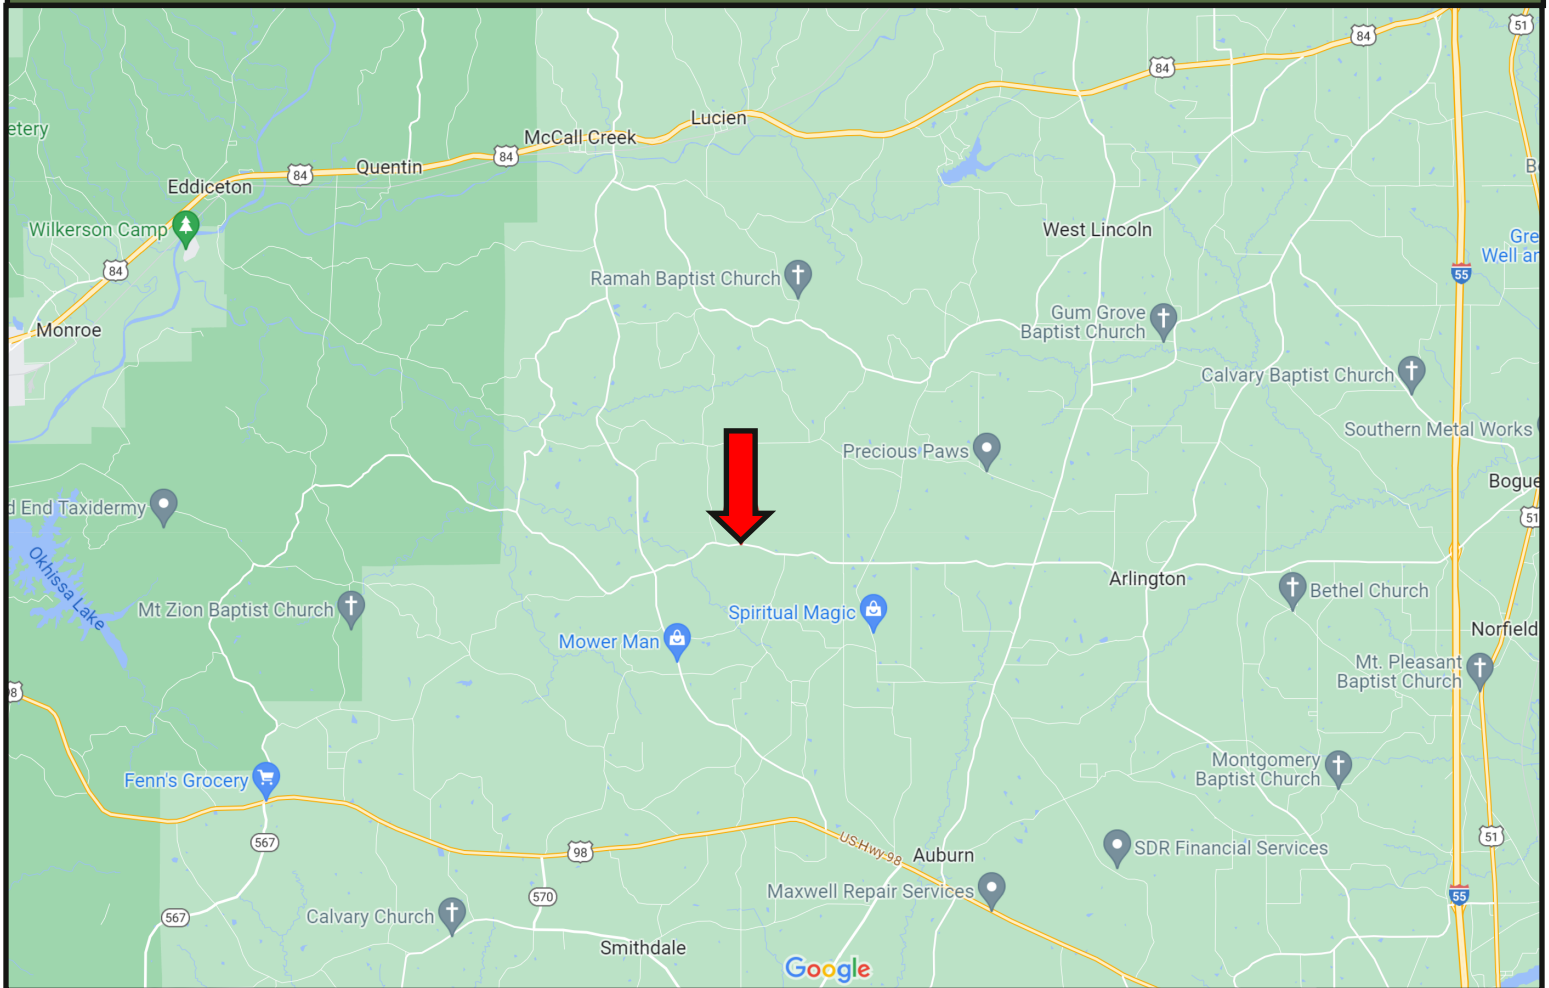 51
84
84
etery
Lucien
McCall Creek
84
Quentin
84
Eddiceton
Wilkerson Camp
84
West Lincoln
Gre
Well ar
55
Ramah Baptist Church
Gum Grove
Baptist Church
Monroe
Calvary Baptist Church
Southern Metal Works
Precious Paws
Bogue
d End Taxidermy
51
Okhissa Lake
Arlington
Bethel Church
Mt Zion Baptist Church
Spiritual Magic
Mower Man
Norfield
Mt. Pleasant
Baptist Church
98
Fenn's Grocery
Montgomery
Baptist Church
567
98
US Hwy-98
Auburn
SDR Financial Services
51
Maxwell Repair Services
570
55
567
Calvary Church
Smithdale
Google